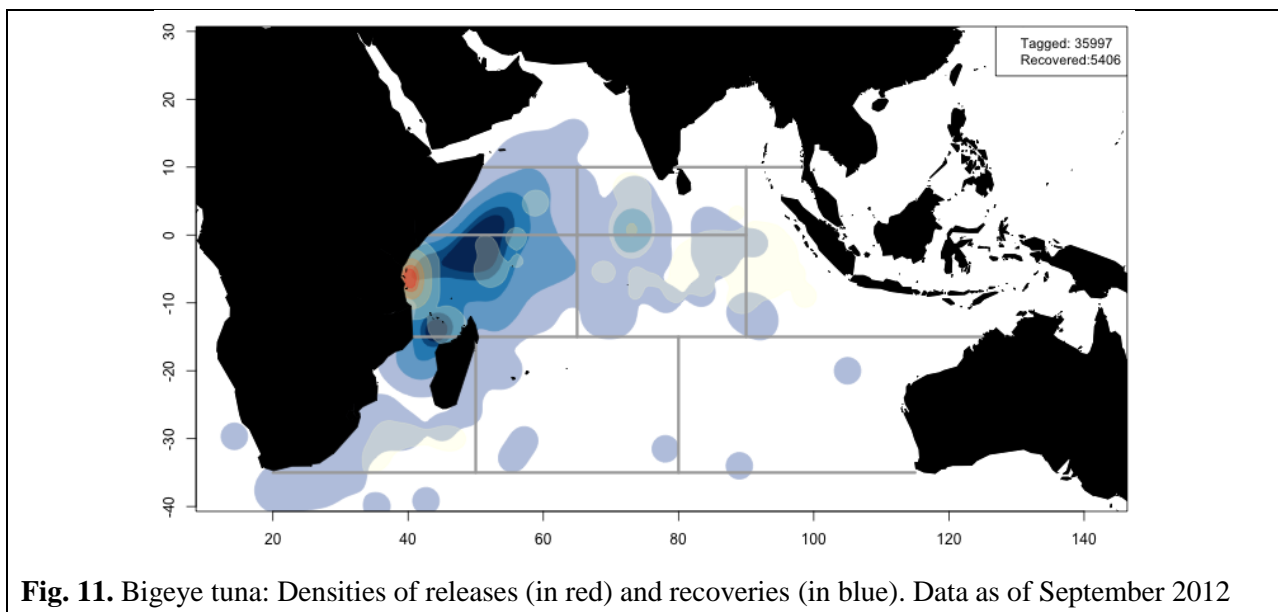 30
Tagged: 35997
Recovered:5406
20
10
0
-10
-20
-30
-40
20 40 60 80 100 120 140
Fig. 11. Bigeye tuna: Densities of releases (in red) and recoveries (in blue). Data as of September 2012